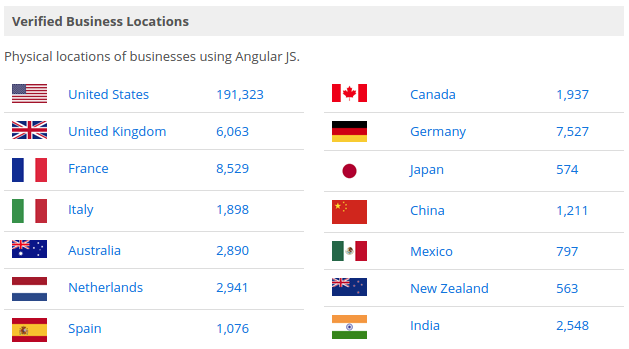 Verified Business Locations
Physical locations of businesses using Angular JS.
United States 191,323 Canada 1,937
United Kingdom 6,063 Germany 7,527
France 8,529 Japan 574
Italy 1,898 China 1,211
Australia 2,890 Mexico 797
Netherlands 2,941 New Zealand 563
Spain 1,076 India 2,548